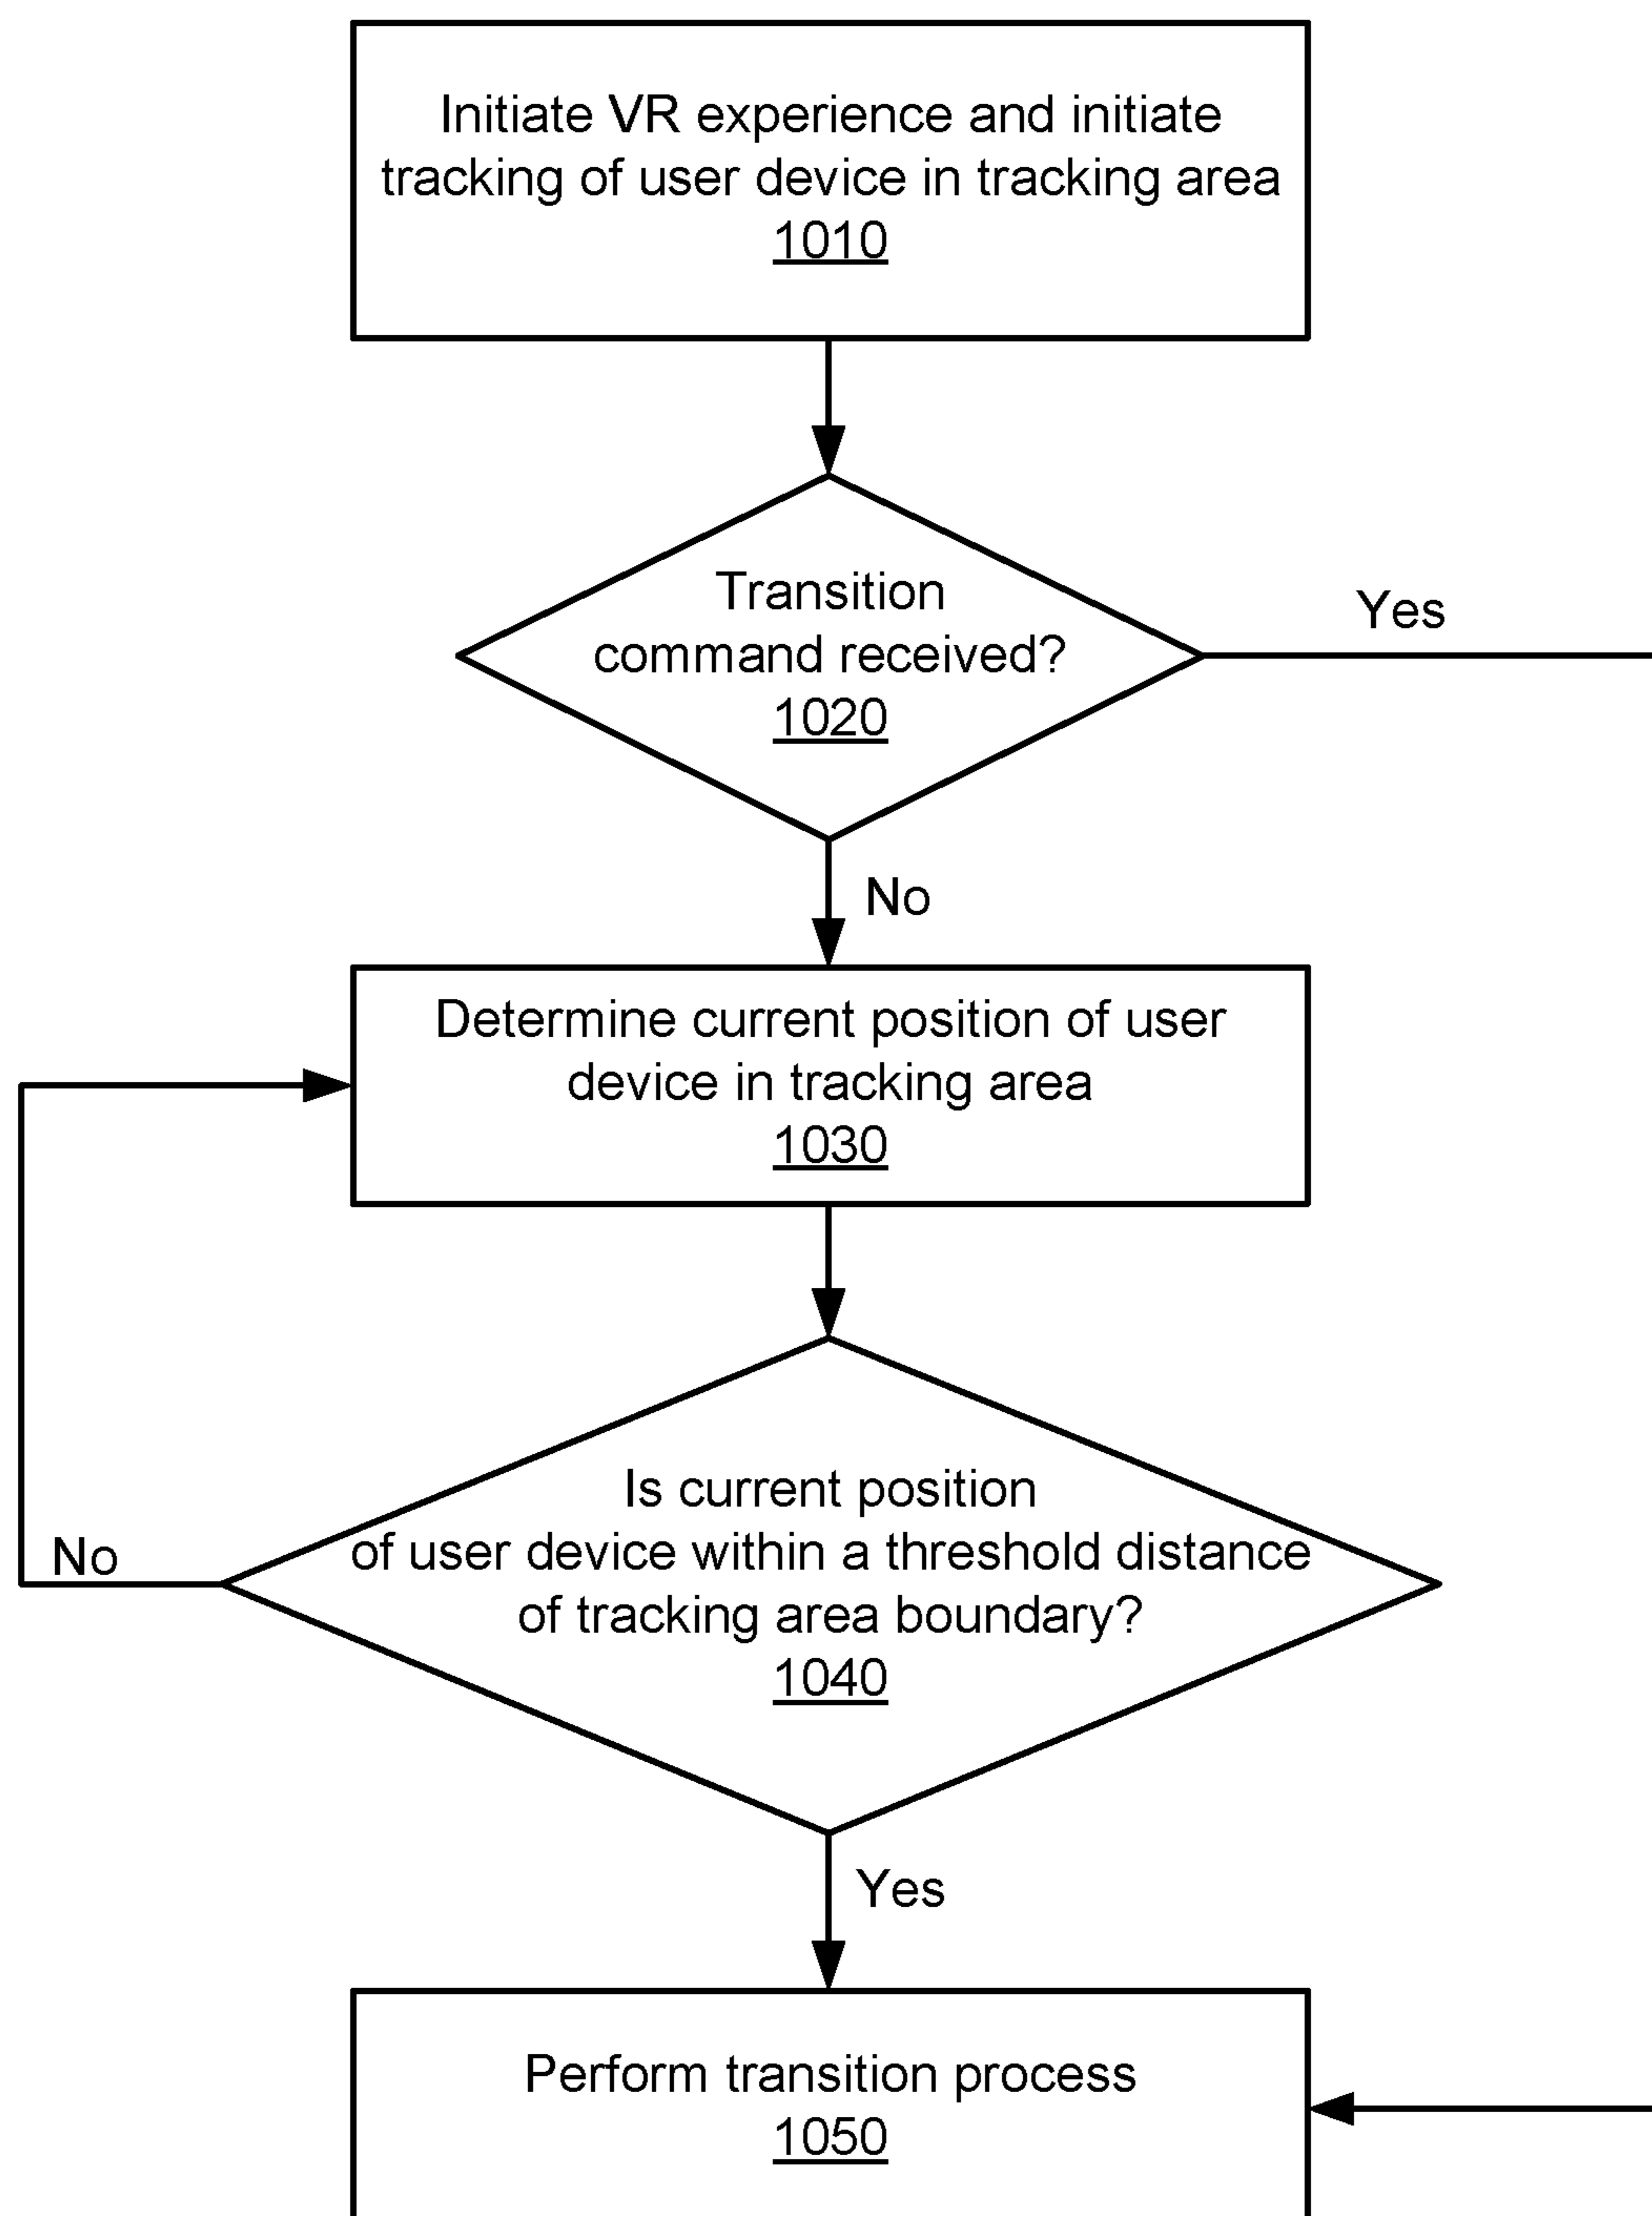 Initiate VR experience and initiate
tracking of user device in tracking area
1010
Transition
command received?
1020
Yes
No
Determine current position of user
device in tracking area
1030
Is current position
of user device within a threshold distance
of tracking area boundary?
1040
No
Yes
Perform transition process
1050